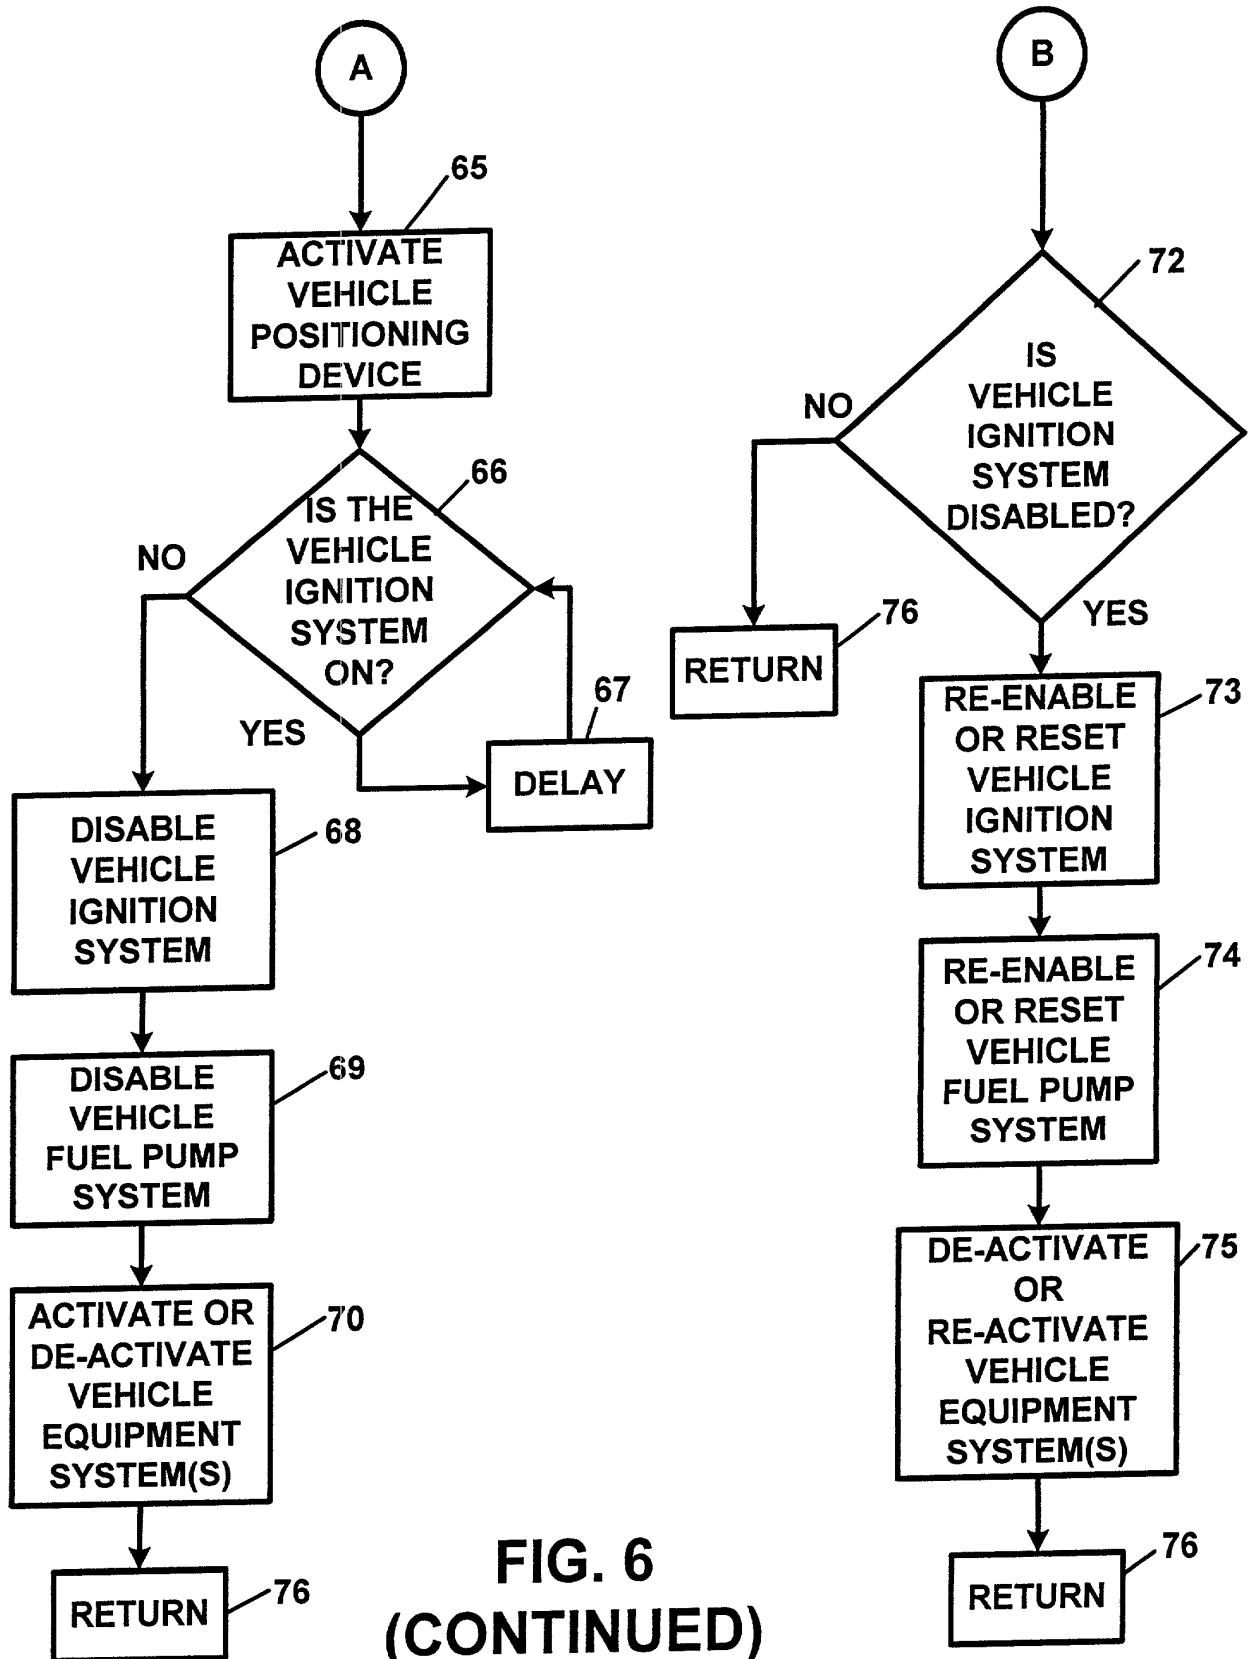 A
65
ACTIVATE
VEHICLE
POSITIONING
DEVICE
66
IS THE
VEHICLE
IGNITION
SYSTEM
ON?
NO
YES
67
DELAY
68
DISABLE
VEHICLE
IGNITION
SYSTEM
69
DISABLE
VEHICLE
FUEL PUMP
SYSTEM
70
ACTIVATE OR
DE-ACTIVATE
VEHICLE
EQUIPMENT
SYSTEM(S)
76
RETURN
B
72
IS
VEHICLE
IGNITION
SYSTEM
DISABLED?
NO
76
RETURN
YES
73
RE-ENABLE
OR RESET
VEHICLE
IGNITION
SYSTEM
74
RE-ENABLE
OR RESET
VEHICLE
FUEL PUMP
SYSTEM
75
DE-ACTIVATE
OR
RE-ACTIVATE
VEHICLE
EQUIPMENT
SYSTEM(S)
76
RETURN
FIG. 6
(CONTINUED)